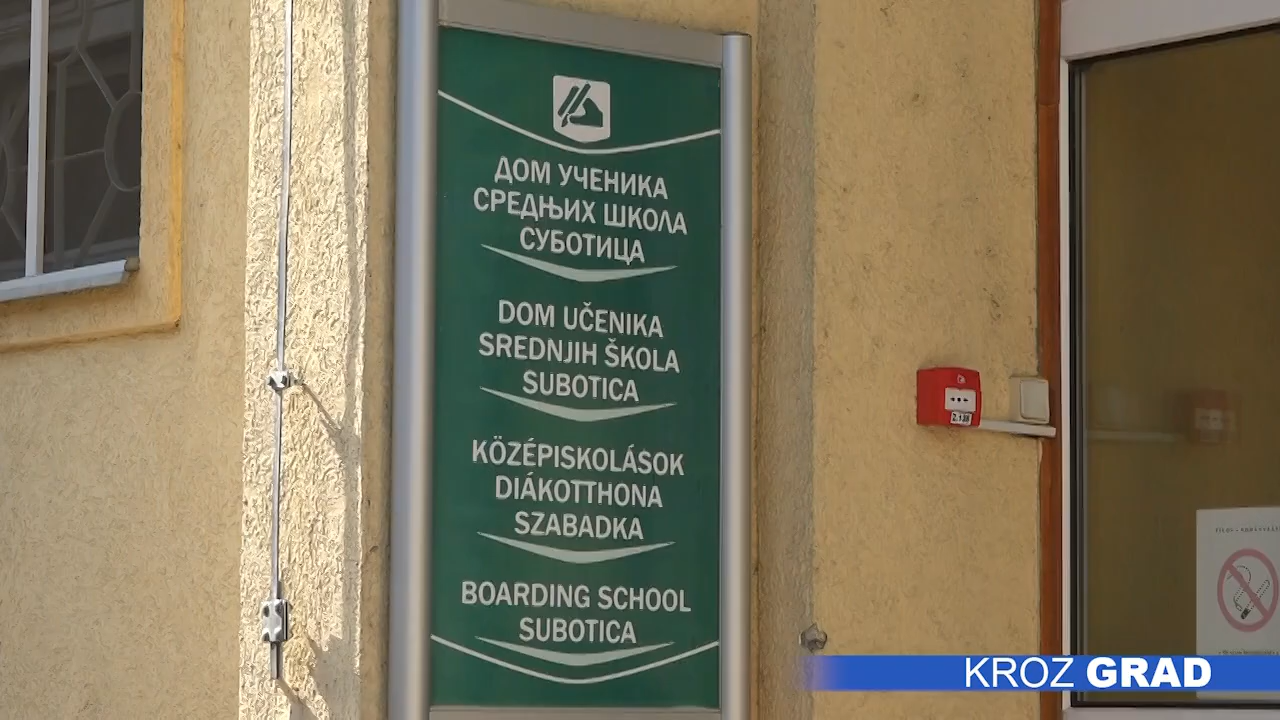 ДОМ УЧЕНИКА
СРЕДЊИХ ШКОЛА
СУБОТИЦА
DOM UČENIKA
SREDNJIH ŠKOLA
SUBOTICA
KÖZÉPISKOLÁSOK
DIÁKOTTHONA
SZABADKA
BOARDING SCHOOL
SUBOTICA
KROZ GRAD